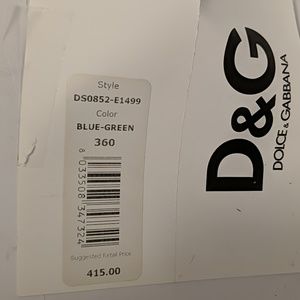 Style
DS0852-E1499
Color
BLUE-GREEN
360
8 033508 347324
Suggested Retail Price
415.00
D&G
DOLCE & GABBANA